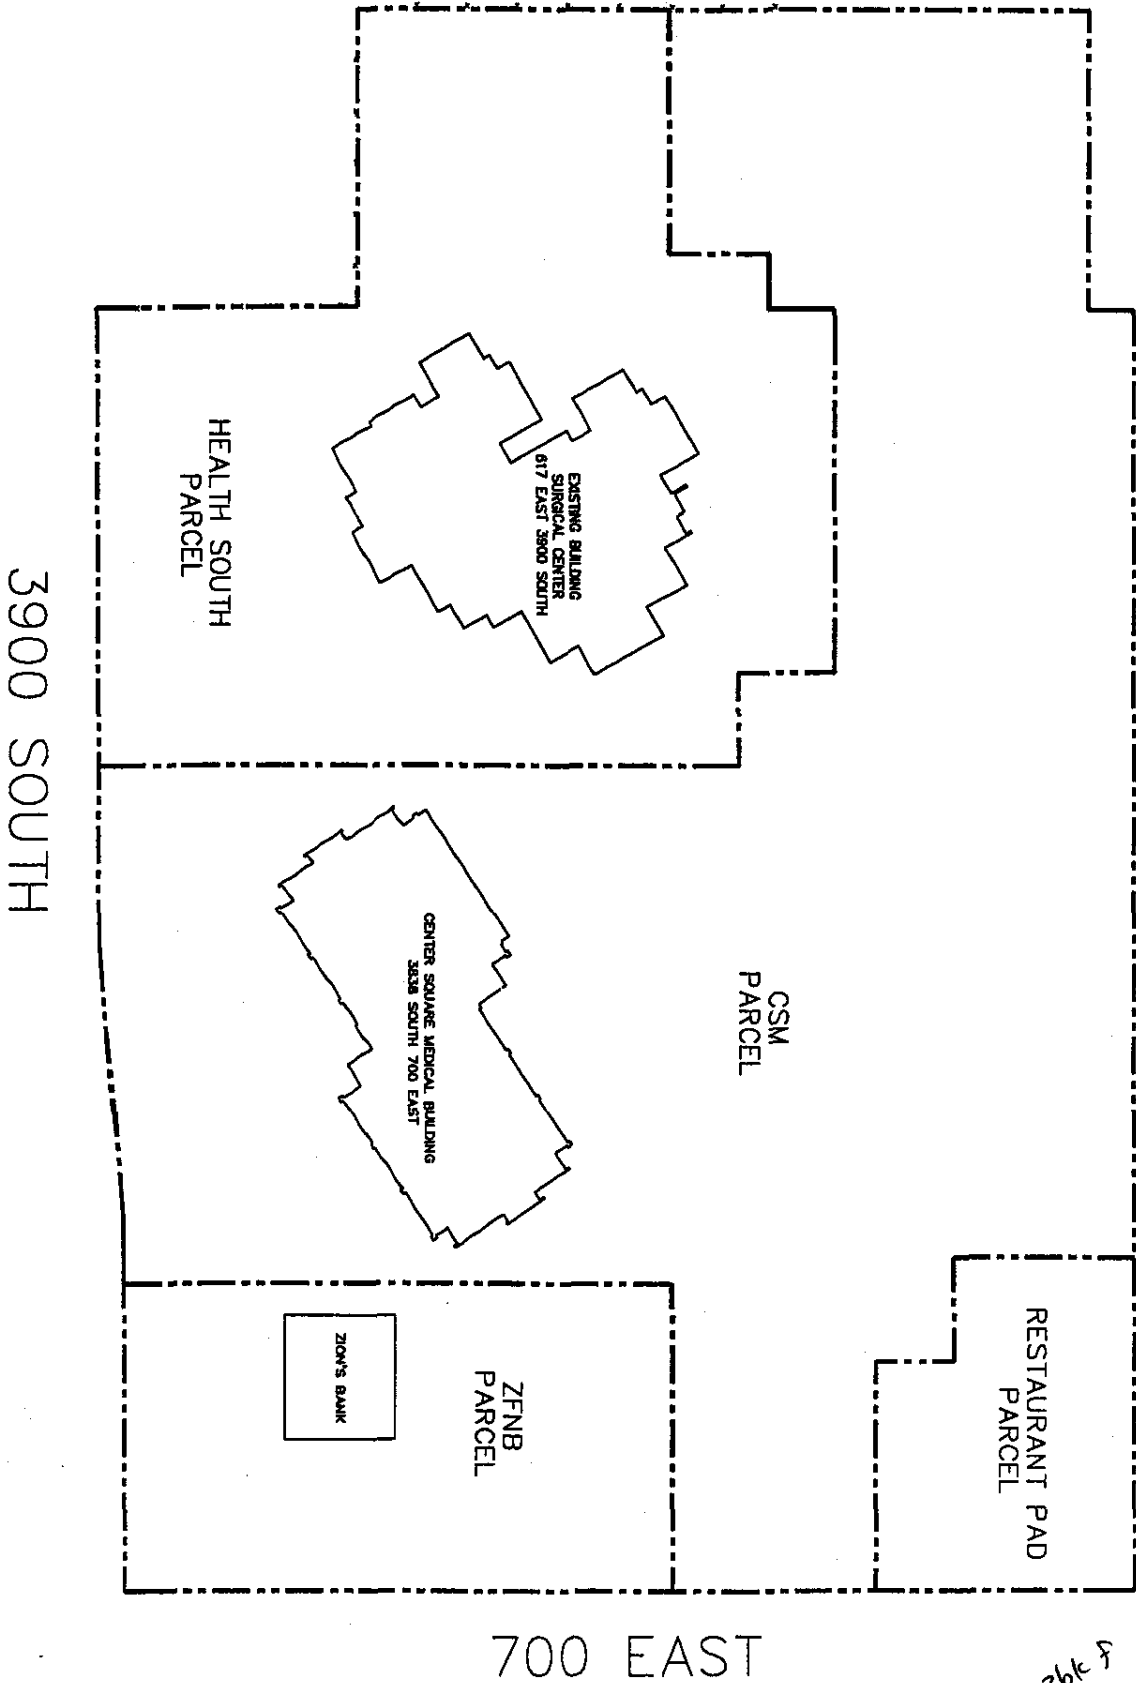 HEALTH SOUTH
PARCEL
EXISTING BUILDING
SURGICAL CENTER
617 EAST 3900 SOUTH
3900 SOUTH
CSM
PARCEL
CENTER SQUARE MEDICAL BUILDING
3838 SOUTH 700 EAST
RESTAURANT PAD
PARCEL
ZFNB
PARCEL
ZION'S BANK
700 EAST